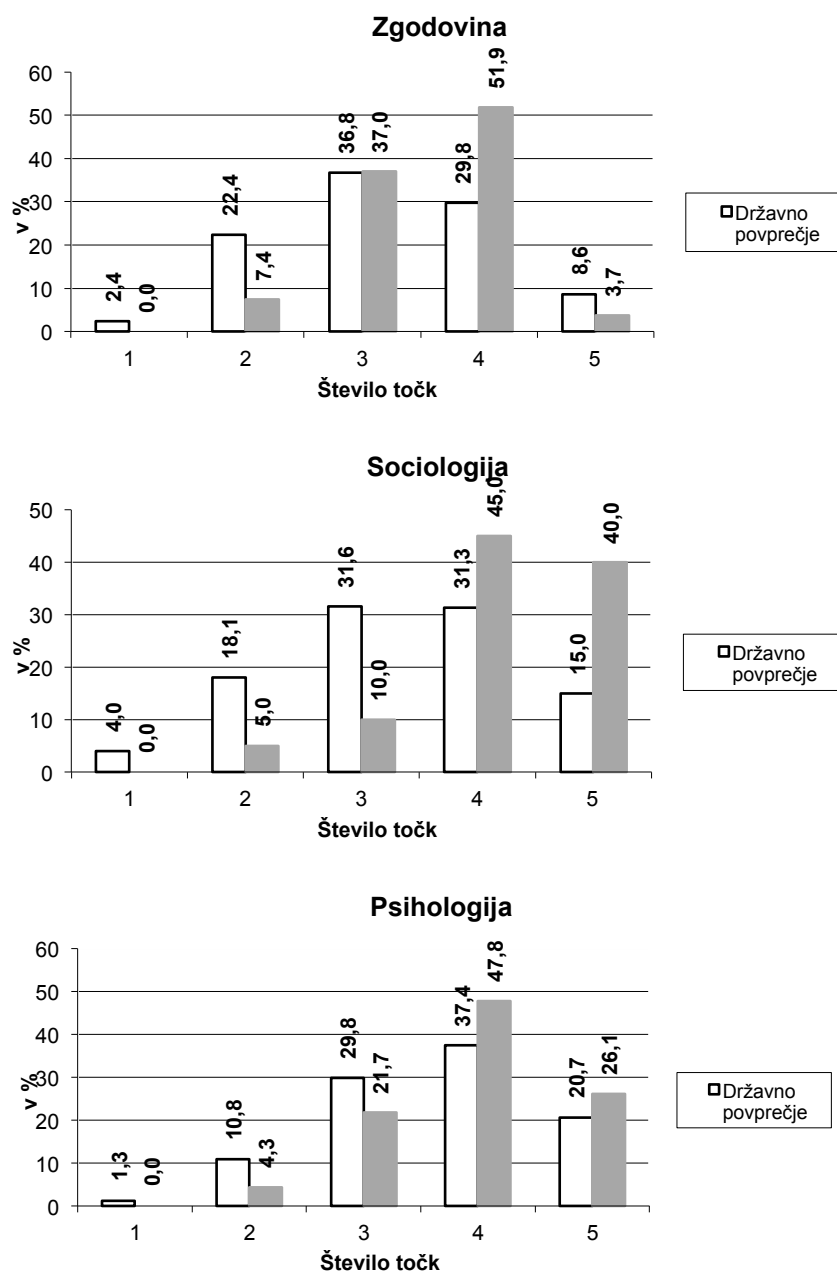 Zgodovina
60
50
40
30
20
10
0
v %
2,4
0,0
22,4
7,4
36,8
37,0
29,8
51,9
8,6
3,7
1 2 3 4 5
Število točk
Državno
povprečje
Sociologija
50
40
30
20
10
0
v %
4,0
0,0
18,1
5,0
31,6
10,0
31,3
45,0
15,0
40,0
1 2 3 4 5
Število točk
Državno
povprečje
Psihologija
60
50
40
30
20
10
0
v %
1,3
0,0
10,8
4,3
29,8
21,7
37,4
47,8
20,7
26,1
1 2 3 4 5
Število točk
Državno
povprečje